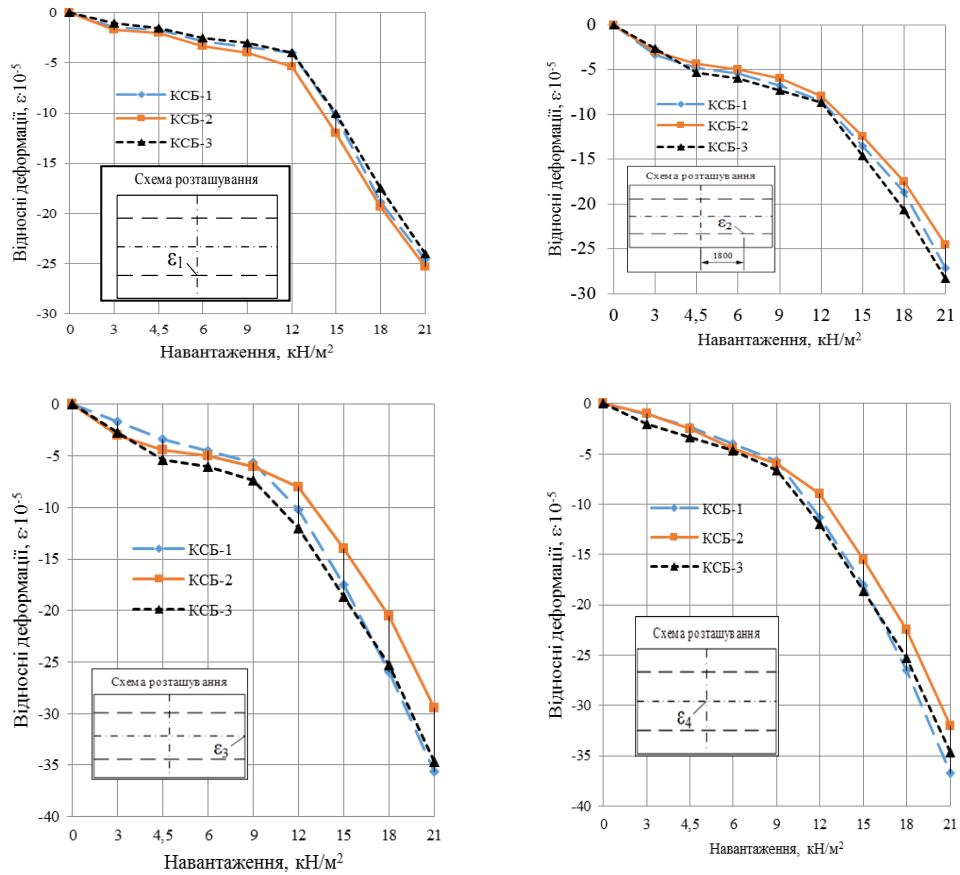 Відносні деформації, ε·10⁻⁵
0
-5
-10
-15
-20
-25
-30
КСБ-1
КСБ-2
КСБ-3
Схема розташування
ε₁
0 3 4,5 6 9 12 15 18 21
Навантаження, кН/м²
Відносні деформації, ε·10⁻⁵
0
-5
-10
-15
-20
-25
-30
КСБ-1
КСБ-2
КСБ-3
Схема розташування
ε₂
1800
0 3 4,5 6 9 12 15 18 21
Навантаження, кН/м²
Відносні деформації, ε·10⁻⁵
0
-5
-10
-15
-20
-25
-30
-35
-40
КСБ-1
КСБ-2
КСБ-3
Схема розташування
ε₃
0 3 4,5 6 9 12 15 18 21
Навантаження, кН/м²
Відносні деформації, ε·10⁻⁵
0
-5
-10
-15
-20
-25
-30
-35
-40
КСБ-1
КСБ-2
КСБ-3
Схема розташування
ε₄
0 3 4,5 6 9 12 15 18 21
Навантаження, кН/м²